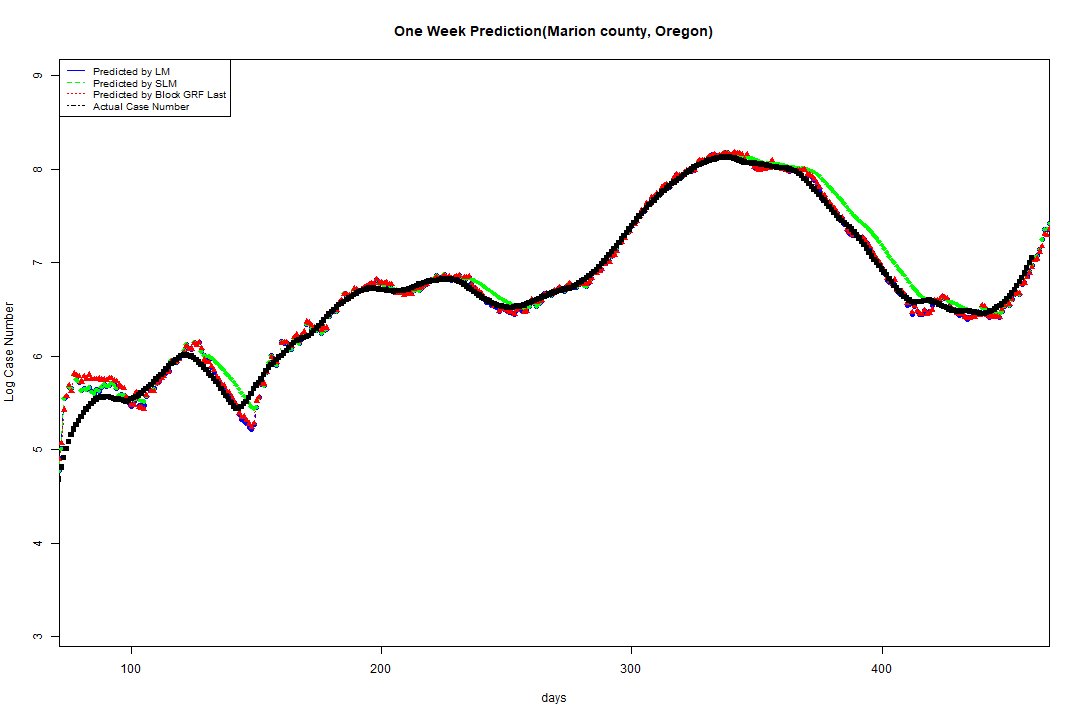 One Week Prediction(Marion county, Oregon)
Predicted by LM
Predicted by SLM
Predicted by Block GRF Last
Actual Case Number
9
8
7
6
5
4
3
Log Case Number
100 200 300 400
days